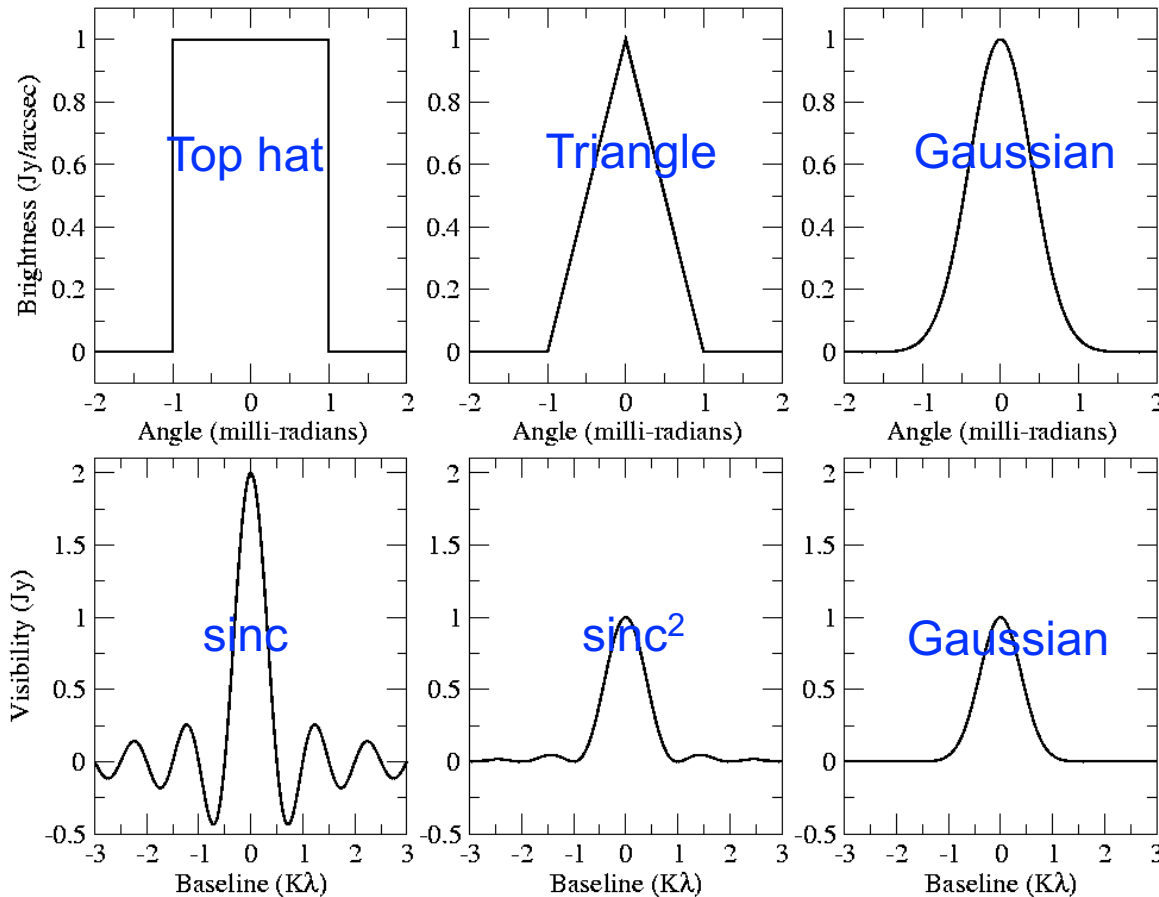 Brightness (Jy/arcsec)
1
0.8
0.6
0.4
0.2
0
Top hat
-2 -1 0 1 2
Angle (milli-radians)
1
0.8
0.6
0.4
0.2
0
Triangle
-2 -1 0 1 2
Angle (milli-radians)
1
0.8
0.6
0.4
0.2
0
Gaussian
-2 -1 0 1 2
Angle (milli-radians)
Visibility (Jy)
2
1.5
1
0.5
0
-0.5
sinc
-3 -2 -1 0 1 2 3
Baseline (Kλ)
2
1.5
1
0.5
0
-0.5
sinc²
-3 -2 -1 0 1 2 3
Baseline (Kλ)
2
1.5
1
0.5
0
-0.5
Gaussian
-3 -2 -1 0 1 2 3
Baseline (Kλ)